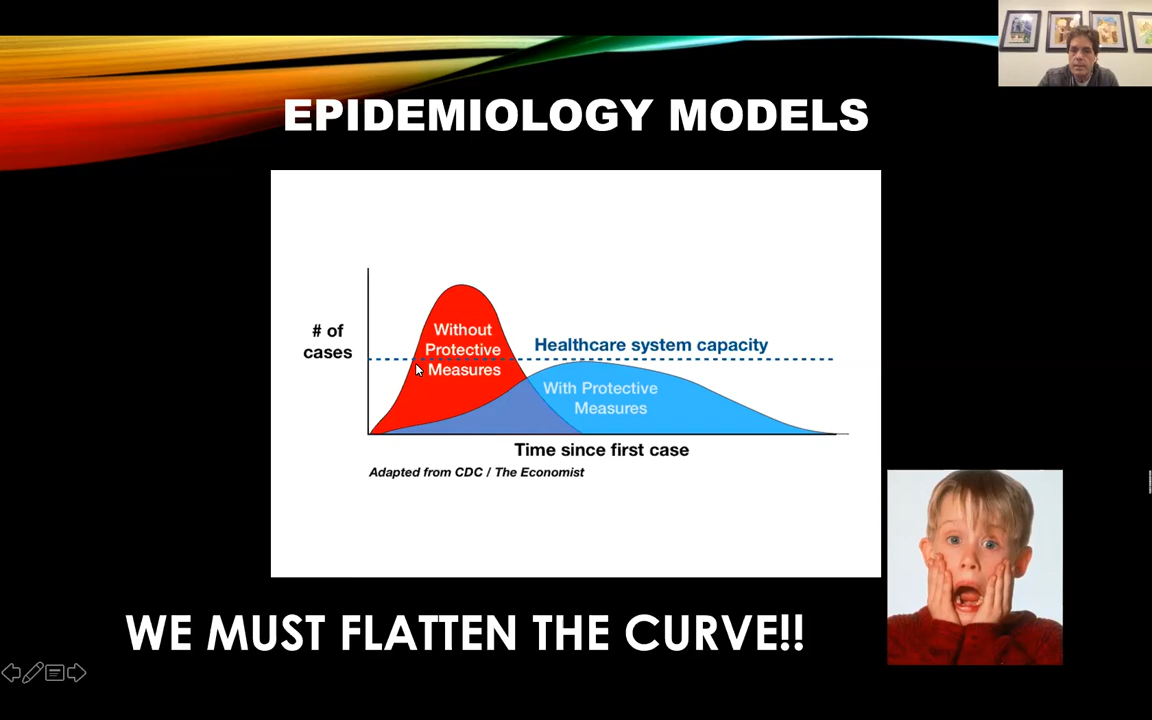 EPIDEMIOLOGY MODELS
# of
cases
Without
Protective
Measures
Healthcare system capacity
With Protective
Measures
Time since first case
Adapted from CDC / The Economist
WE MUST FLATTEN THE CURVE!!